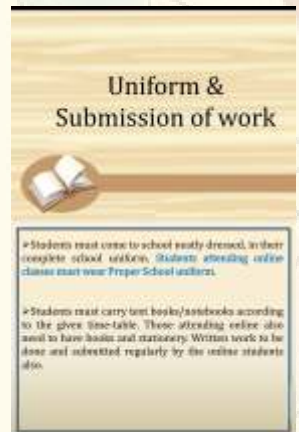 Uniform &
Submission of work
➢Students must come to school neatly dressed, in their
complete school uniform. Students attending online
classes must wear Proper School uniform.
➢Students must carry text books/notebooks according
to the given time-table. Those attending online also
need to have books and stationery. Written work to be
done and submitted regularly by the online students
also.